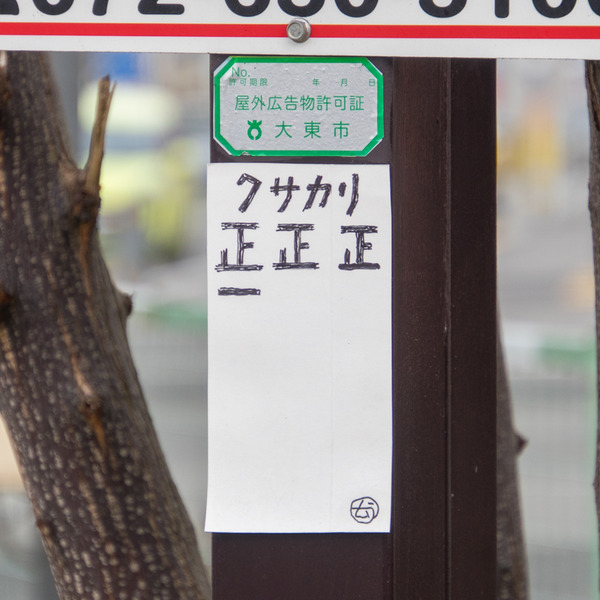 No.
許可期限 年 月 日
屋外広告物許可証
大東市
クサカリ
正正正
一